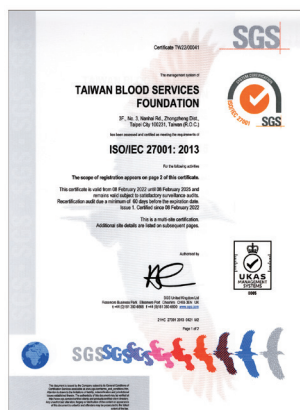 SGS
Certificate TW22/00041
The management system of
TAIWAN BLOOD SERVICES
FOUNDATION
3F., No. 3, Nanhai Rd., Zhongzheng Dist.,
Taipei City 100231, Taiwan (R.O.C.)
has been assessed and certified as meeting the requirements of
ISO/IEC 27001: 2013
For the following activities
The scope of registration appears on page 2 of this certificate.
This certificate is valid from 08 February 2022 until 08 February 2025 and
remains valid subject to satisfactory surveillance audits.
Recertification audit due a minimum of 60 days before the expiration date.
Issue 1. Certified since 08 February 2022
This is a multi-site certification.
Additional site details are listed on subsequent pages.
Authorised by
SGS United Kingdom Ltd
Page 1 of 2
ISO/IEC 27001
SGS
UKAS
MANAGEMENT
SYSTEMS
SGSSGSSGS